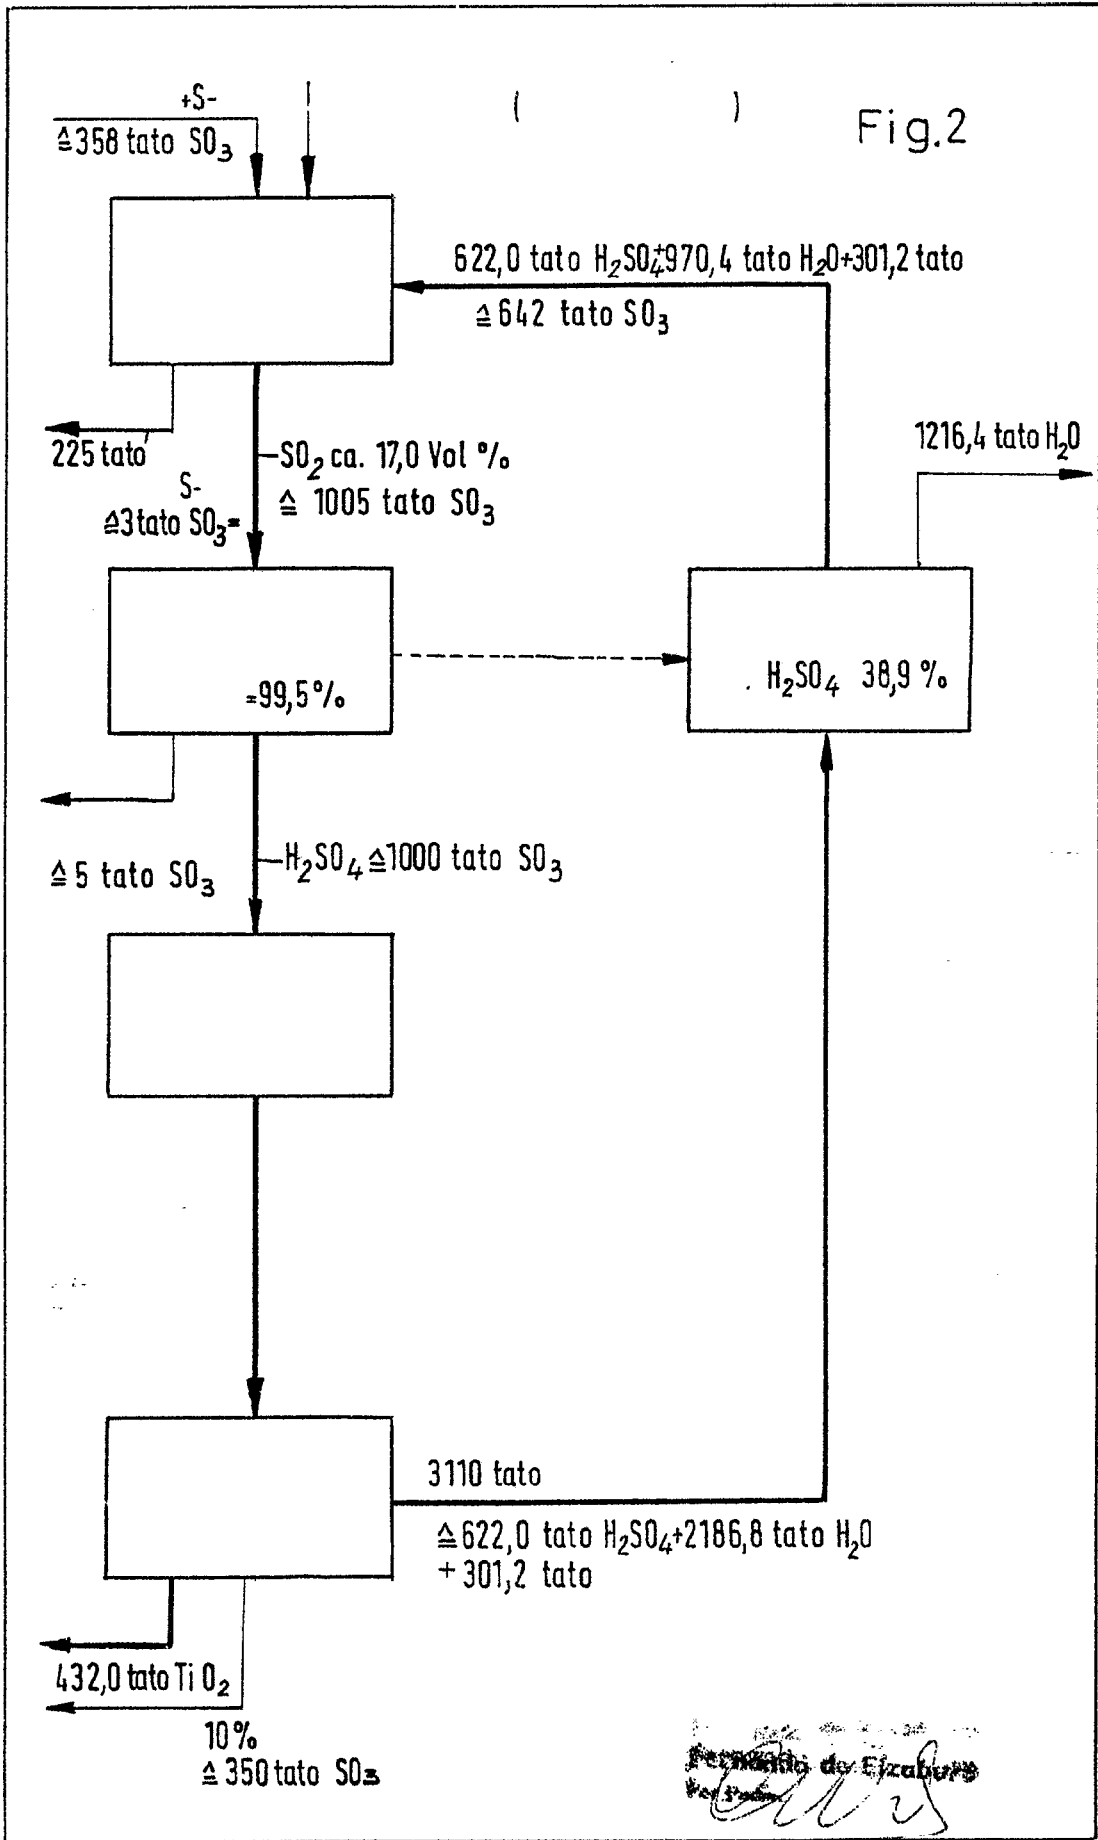 Fig.2
+S-
≙358 tato SO₃
622,0 tato H₂SO₄+970,4 tato H₂O+301,2 tato
≙642 tato SO₃
225 tato
SO₂ ca. 17,0 Vol %
≙ 1005 tato SO₃
S-
≙3 tato SO₃=
1216,4 tato H₂O
=99,5%
H₂SO₄ 38,9 %
≙ 5 tato SO₃
H₂SO₄ ≙1000 tato SO₃
3110 tato
≙622,0 tato H₂SO₄+2186,8 tato H₂O
+ 301,2 tato
432,0 tato TiO₂
10%
≙ 350 tato SO₃
Fernando de Elzaburu